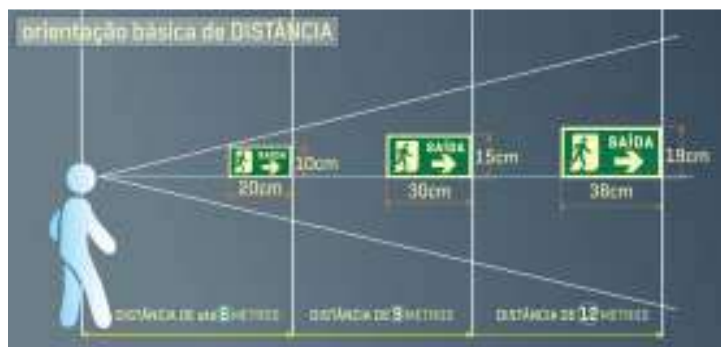 orientação básica de DISTÂNCIA
SAÍDA
10cm
20cm
SAÍDA
15cm
30cm
SAÍDA
19cm
38cm
DISTÂNCIA DE até 6 METROS
DISTÂNCIA DE 9 METROS
DISTÂNCIA DE 12 METROS